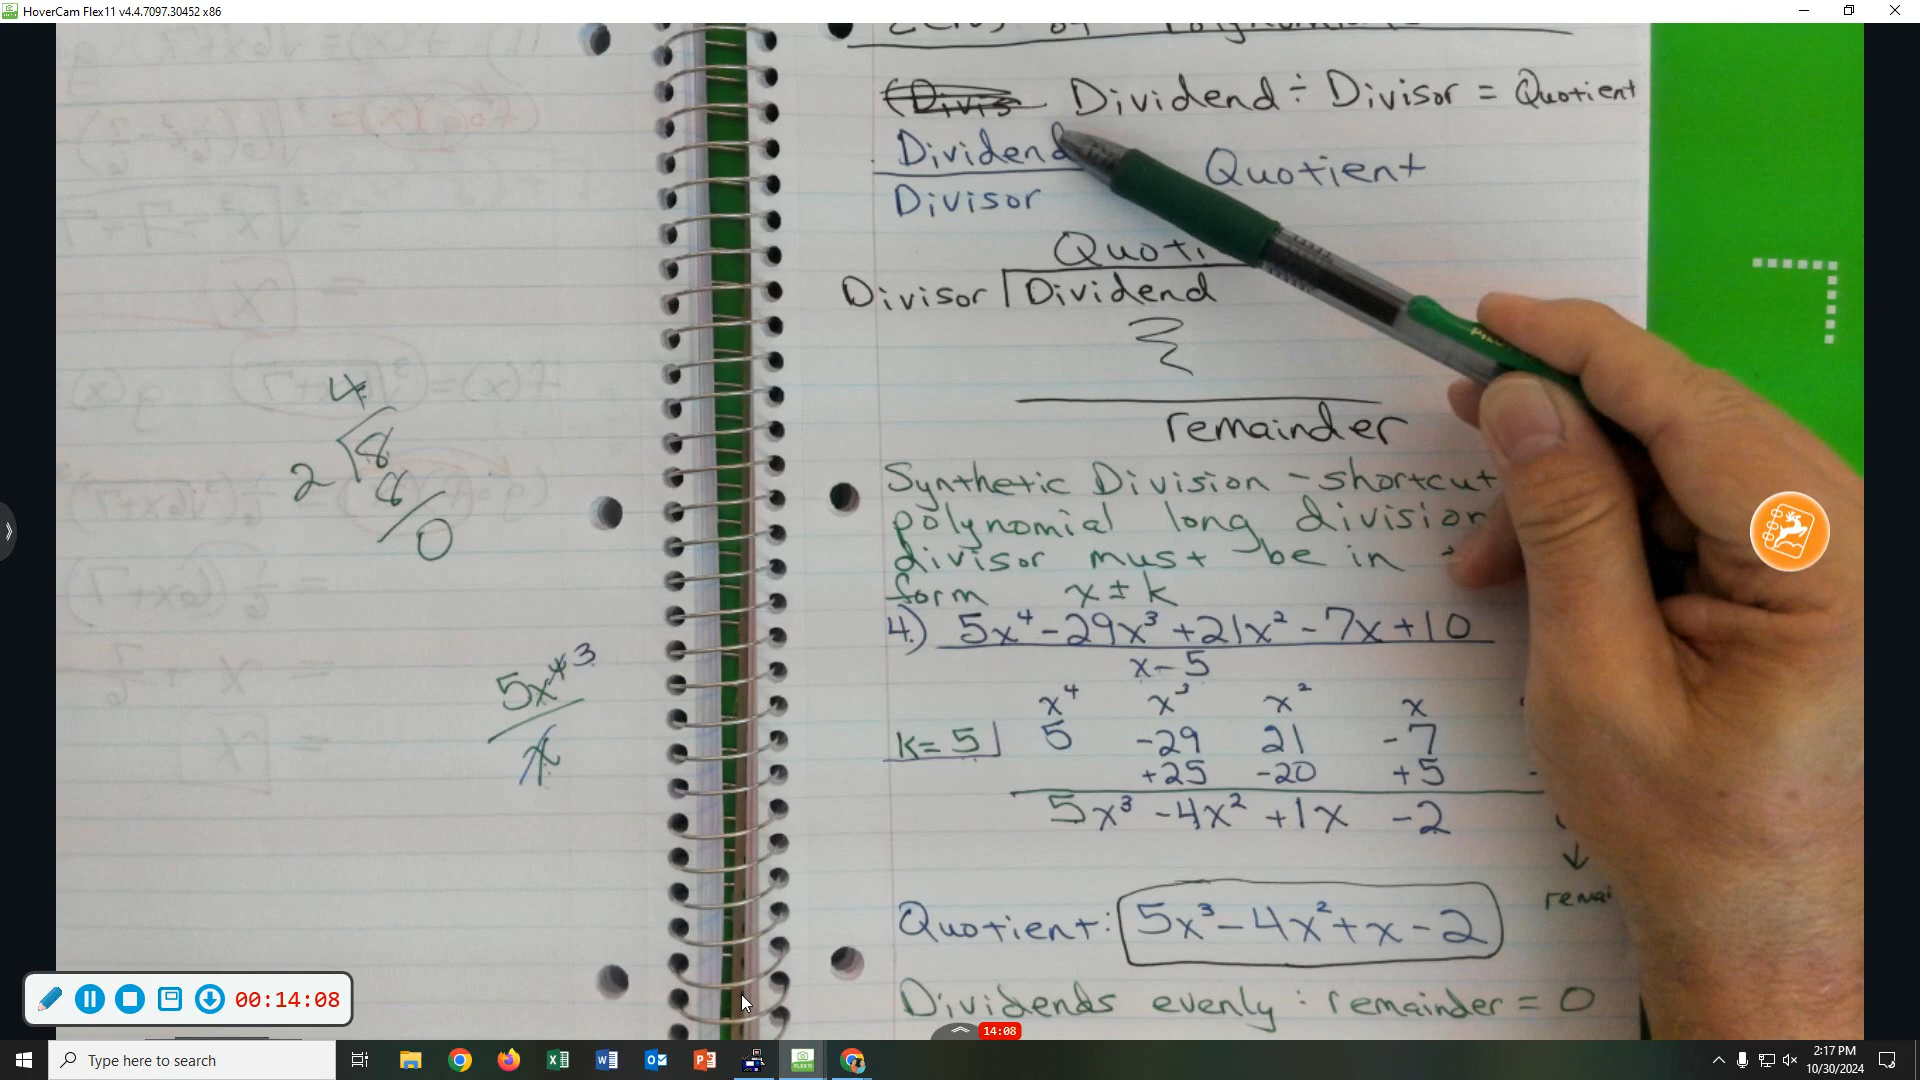 HoverCam Flex11 v4.4.7097.30452 x86
Dividend ÷ Divisor = Quotient
Dividend
Divisor
Quotient
Divisor Dividend
remainder
Synthetic Division - shortcut
polynomial long division
divisor must be in
form x ± k
4.) 5x⁴ - 29x³ + 21x² - 7x + 10
x - 5
x⁴ x³ x² x
k = 5 5 -29 21 -7
+25 -20 +5
5x³ - 4x² + 1x - 2
Quotient: 5x³ - 4x² + x - 2
Dividends evenly : remainder = 0
4
2 8
8
0
5x⁴ ³
x
00:14:08
14:08
Type here to search
2:17 PM
10/30/2024